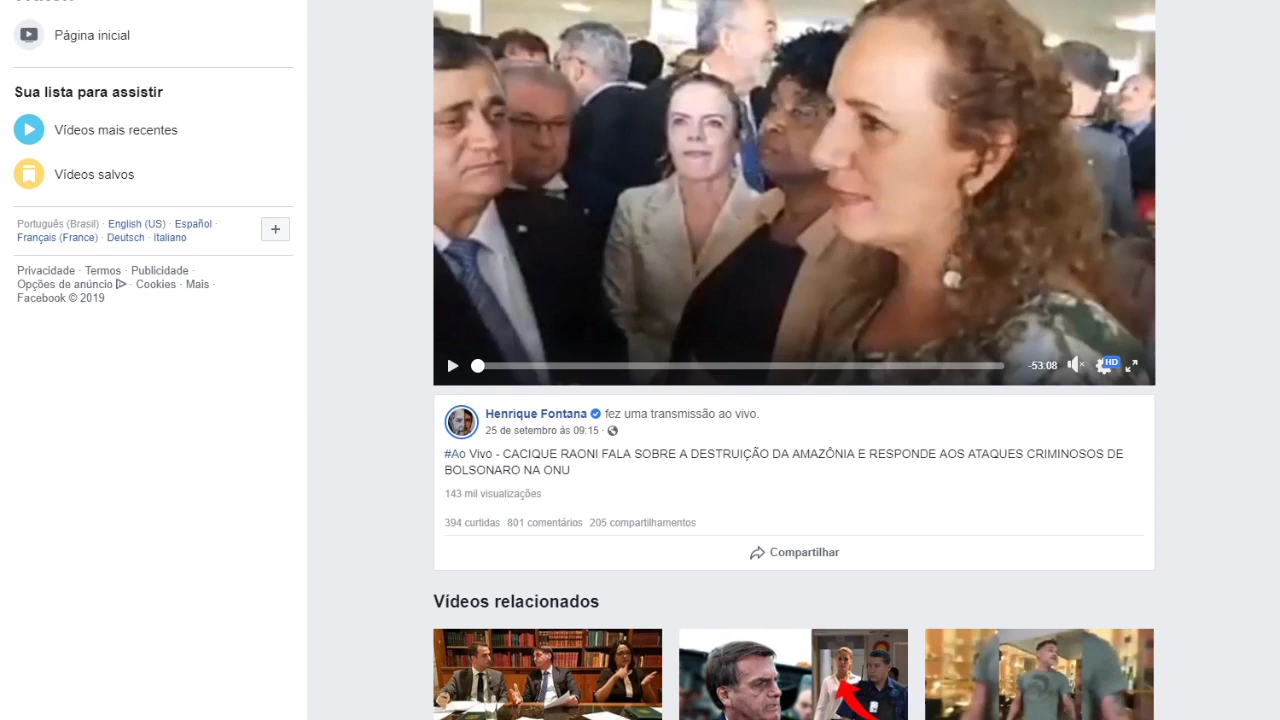 Página inicial
Sua lista para assistir
Vídeos mais recentes
Vídeos salvos
Português (Brasil) · English (US) · Español ·
Français (France) · Deutsch · Italiano
+
Privacidade · Termos · Publicidade ·
Opções de anúncio · Cookies · Mais ·
Facebook © 2019
-53:08
HD
Henrique Fontana fez uma transmissão ao vivo.
25 de setembro às 09:15 ·
#Ao Vivo - CACIQUE RAONI FALA SOBRE A DESTRUIÇÃO DA AMAZÔNIA E RESPONDE AOS ATAQUES CRIMINOSOS DE
BOLSONARO NA ONU
143 mil visualizações
394 curtidas 801 comentários 205 compartilhamentos
Compartilhar
Vídeos relacionados